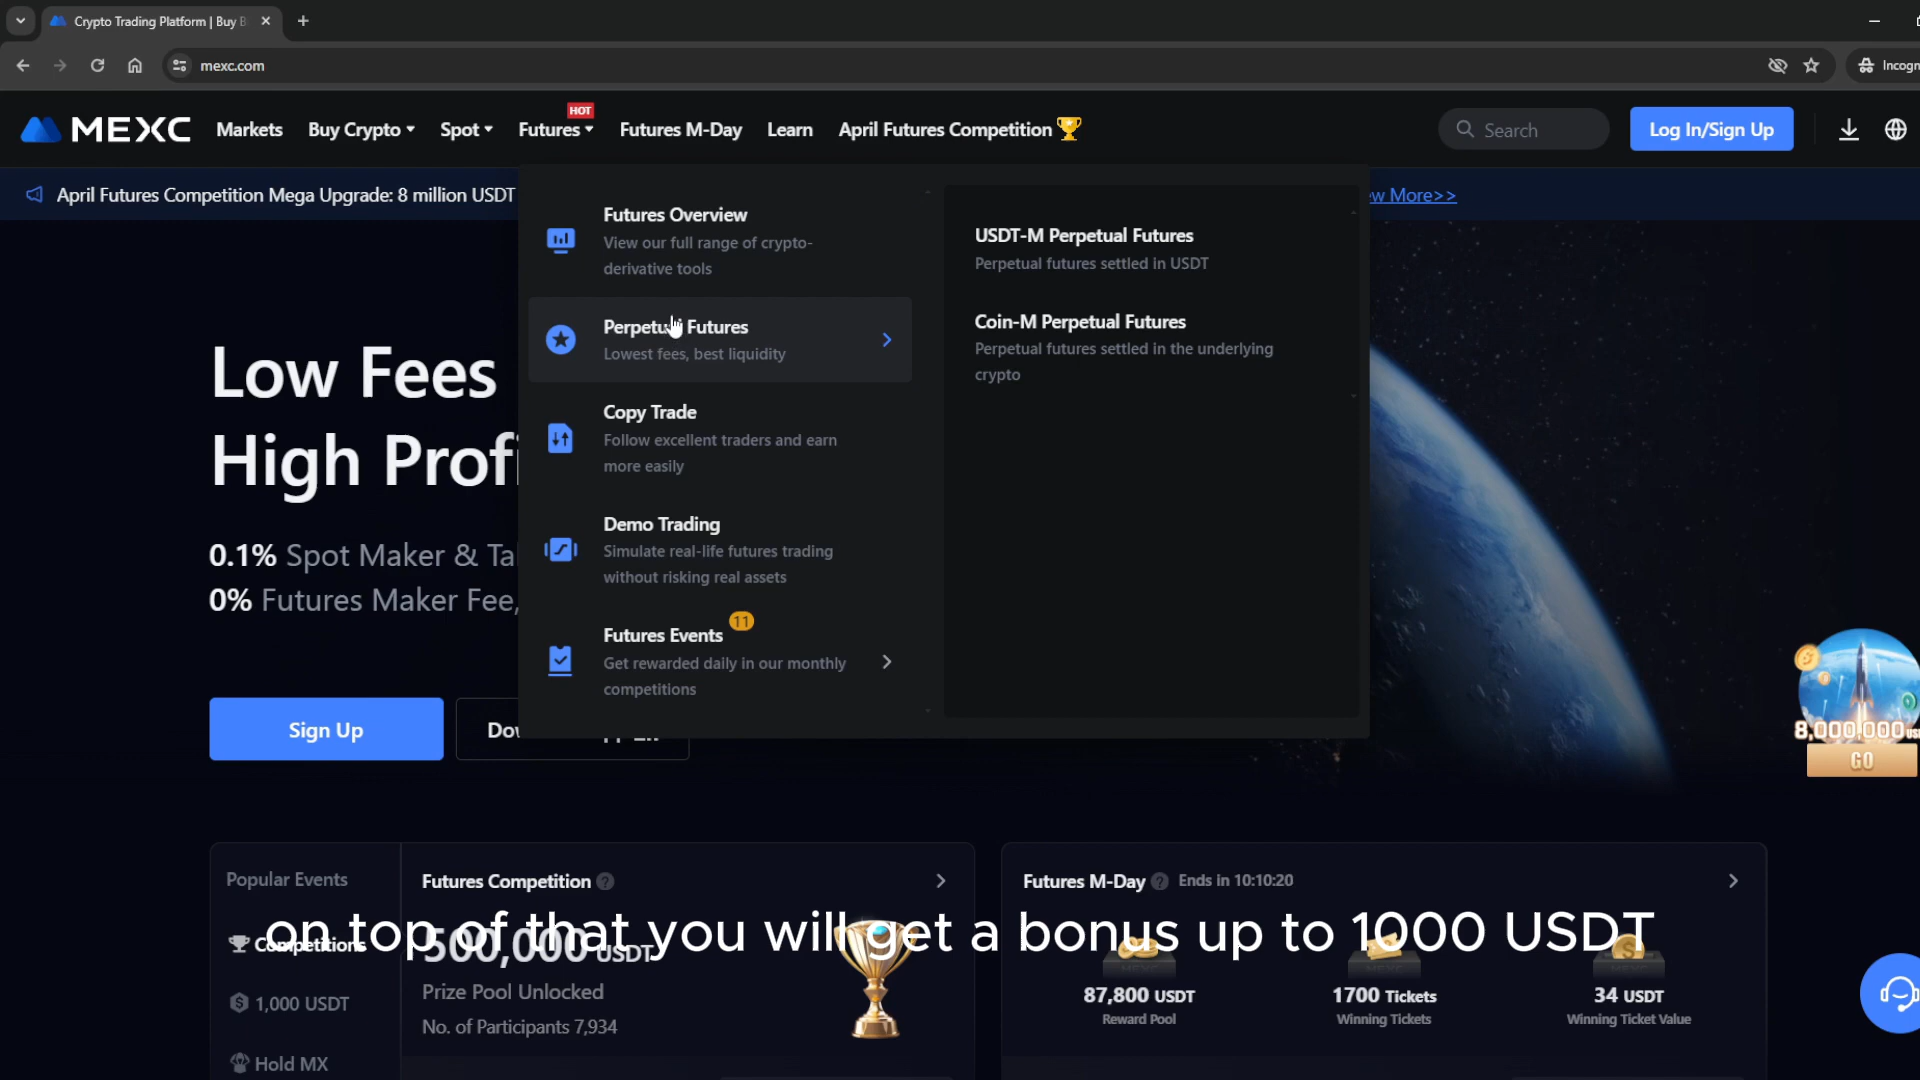 Crypto Trading Platform | Buy B
mexc.com
Incogn
HOT
MEXC Markets Buy Crypto Spot Futures Futures M-Day Learn April Futures Competition Search Log In/Sign Up
April Futures Competition Mega Upgrade: 8 million USDT
ew More>>
Futures Overview
View our full range of crypto-
derivative tools
Perpetual Futures
Lowest fees, best liquidity
Copy Trade
Follow excellent traders and earn
more easily
Demo Trading
Simulate real-life futures trading
without risking real assets
11
Futures Events
Get rewarded daily in our monthly
competitions
USDT-M Perpetual Futures
Perpetual futures settled in USDT
Coin-M Perpetual Futures
Perpetual futures settled in the underlying
crypto
Low Fees
High Profi
0.1% Spot Maker & Ta
0% Futures Maker Fee,
Sign Up
Dow
8,000,000 US
GO
Popular Events
Competitions
1,000 USDT
Hold MX
Futures Competition
500,000 USDT
Prize Pool Unlocked
No. of Participants 7,934
Futures M-Day Ends in 10:10:20
on top of that you will get a bonus up to 1000 USDT
87,800 USDT
Reward Pool
1700 Tickets
Winning Tickets
34 USDT
Winning Ticket Value